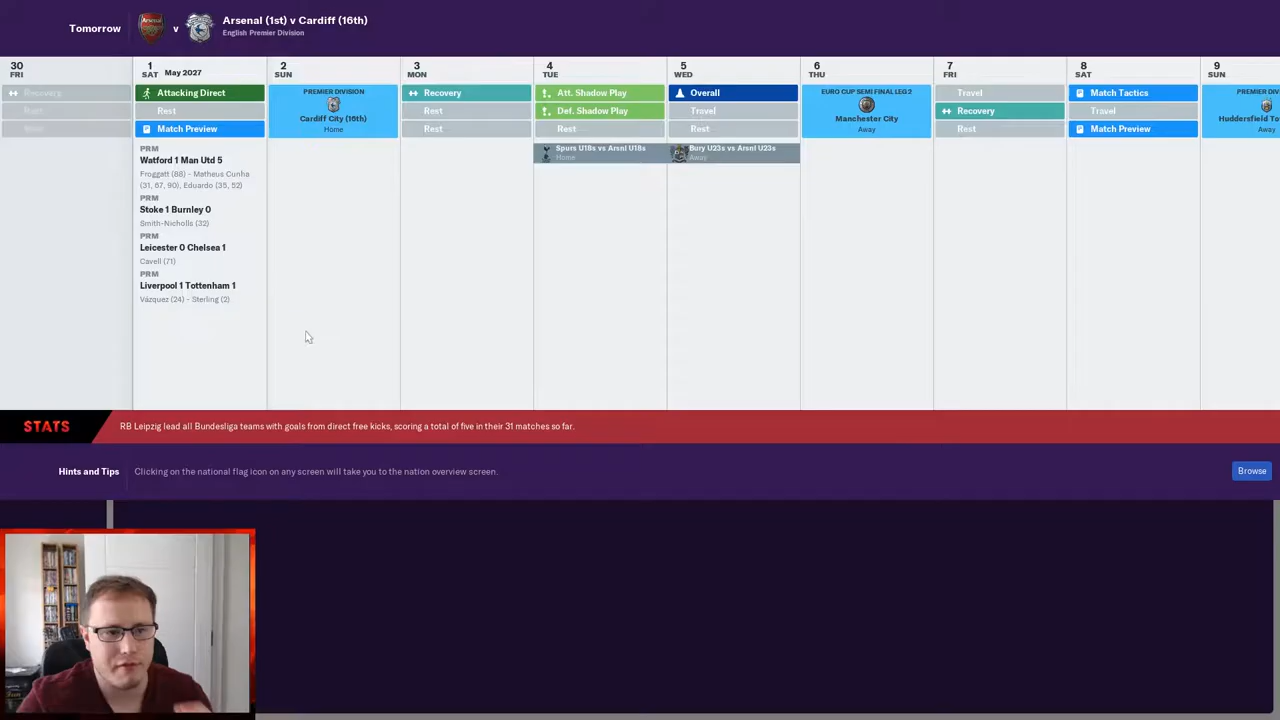 Tomorrow
v
Arsenal (1st) v Cardiff (16th)
English Premier Division
30
FRI
Recovery
Rest
1
SAT May 2027
Attacking Direct
Rest
Match Preview
PRM
Watford 1 Man Utd 5
Froggatt (88) - Matheus Cunha
(31, 67, 90), Eduardo (35, 52)
PRM
Stoke 1 Burnley 0
Smith-Nicholls (32)
PRM
Leicester 0 Chelsea 1
Cavell (71)
PRM
Liverpool 1 Tottenham 1
Vázquez (24) - Sterling (2)
2
SUN
PREMIER DIVISION
Cardiff City (16th)
Home
3
MON
Recovery
Rest
Rest
4
TUE
Att. Shadow Play
Def. Shadow Play
Rest
Spurs U18s vs Arsnl U18s
Home
5
WED
Overall
Travel
Rest
Bury U23s vs Arsnl U23s
Away
6
THU
EURO CUP SEMI FINAL LEG 2
Manchester City
Away
7
FRI
Travel
Recovery
Rest
8
SAT
Match Tactics
Travel
Match Preview
9
SUN
PREMIER DIV
Huddersfield To
Away
STATS
RB Leipzig lead all Bundesliga teams with goals from direct free kicks, scoring a total of five in their 31 matches so far.
Hints and Tips
Clicking on the national flag icon on any screen will take you to the nation overview screen.
Browse